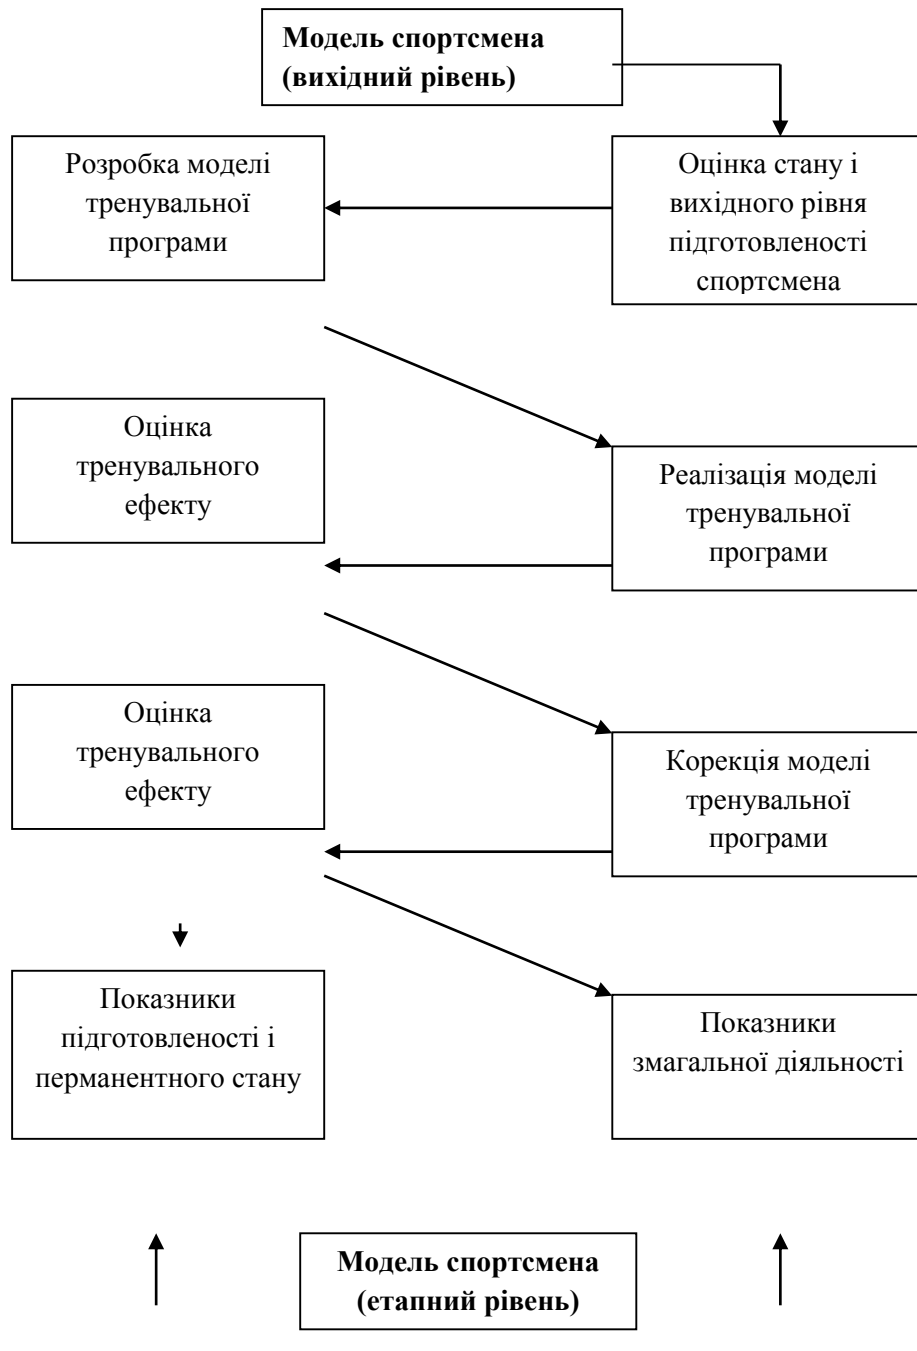 Модель спортсмена
(вихідний рівень)
Розробка моделі
тренувальної
програми
Оцінка стану і
вихідного рівня
підготовленості
спортсмена
Оцінка
тренувального
ефекту
Реалізація моделі
тренувальної
програми
Оцінка
тренувального
ефекту
Корекція моделі
тренувальної
програми
Показники
підготовленості і
перманентного стану
Показники
змагальної діяльності
Модель спортсмена
(етапний рівень)